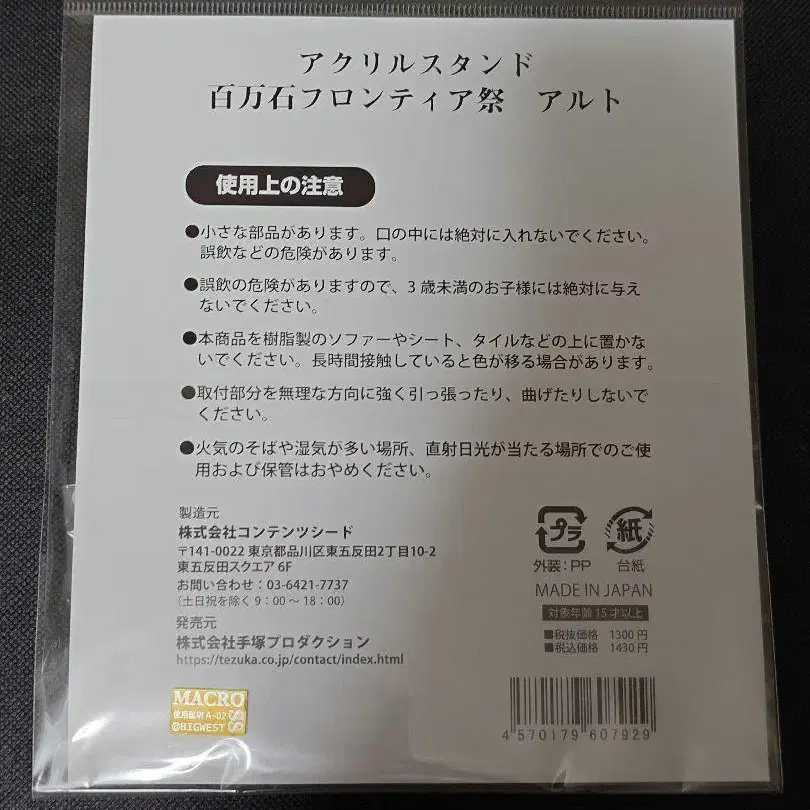 アクリルスタンド
百万石フロンティア祭　アルト
使用上の注意
●小さな部品があります。口の中には絶対に入れないでください。
誤飲などの危険があります。
●誤飲の危険がありますので、3歳未満のお子様には絶対に与え
ないでください。
●本商品を樹脂製のソファーやシート、タイルなどの上に置かな
いでください。長時間接触していると色が移る場合があります。
●取付部分を無理な方向に強く引っ張ったり、曲げたりしないで
ください。
●火気のそばや湿気が多い場所、直射日光が当たる場所でのご使
用および保管はおやめください。
製造元
株式会社コンテンツシード
〒141-0022 東京都品川区東五反田2丁目10-2
東五反田スクエア 6F
お問い合わせ：03-6421-7737
（土日祝を除く 9：00 〜 18：00）
発売元
株式会社手塚プロダクション
https://tezuka.co.jp/contact/index.html
プラ
紙
外装：PP
台紙
MADE IN JAPAN
対象年齢 15才以上
■税抜価格　1300 円
■税込価格　1430 円
MACRO
A-02
©BIGWEST
4 570179 607929